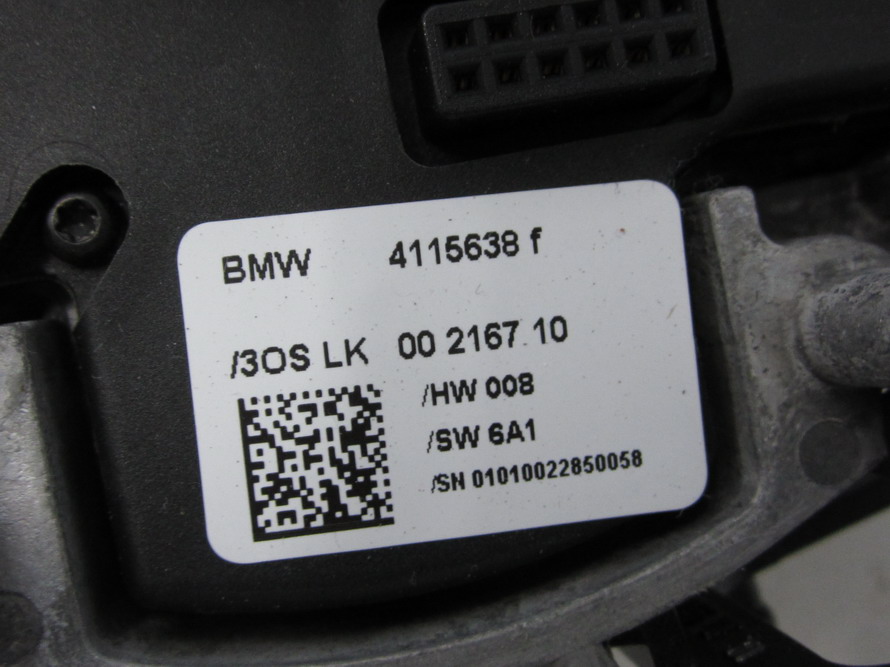 BMW 4115638 f
/3OS LK 00 2167 10
/HW 008
/SW 6A1
/SN 01010022850058